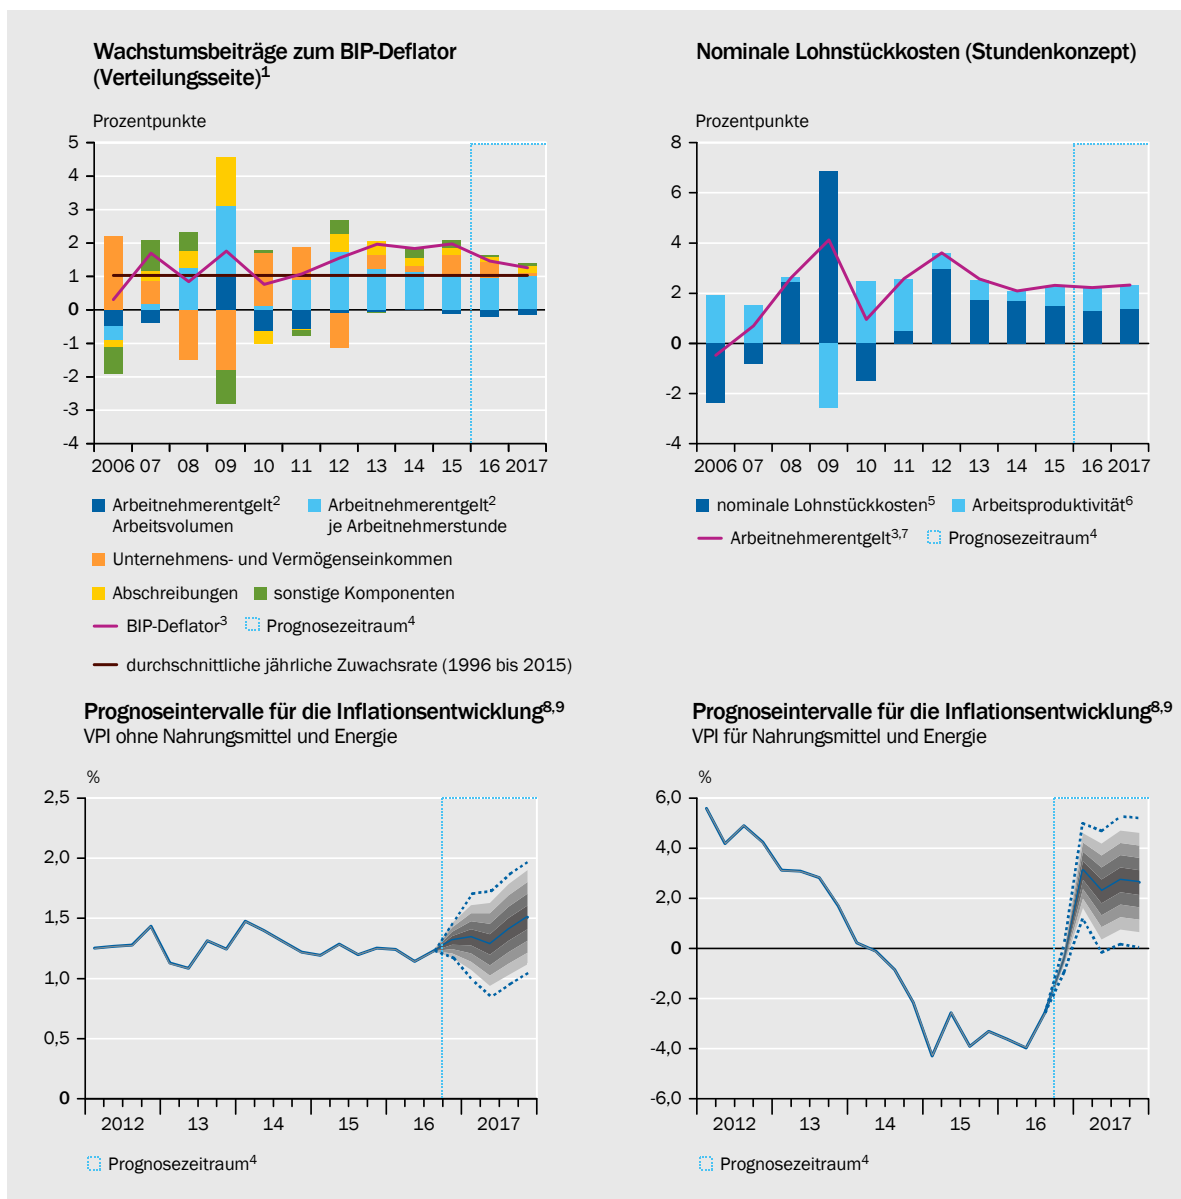 Wachstumsbeiträge zum BIP-Deflator
(Verteilungsseite)1
Prozentpunkte
5
4
3
2
1
0
-1
-2
-3
-4
2006 07 08 09 10 11 12 13 14 15 16 2017
Arbeitnehmerentgelt2 Arbeitsvolumen
Arbeitnehmerentgelt2 je Arbeitnehmerstunde
Unternehmens- und Vermögenseinkommen
Abschreibungen sonstige Komponenten
BIP-Deflator3 Prognosezeitraum4
durchschnittliche jährliche Zuwachsrate (1996 bis 2015)
Nominale Lohnstückkosten (Stundenkonzept)
Prozentpunkte
8
6
4
2
0
-2
-4
2006 07 08 09 10 11 12 13 14 15 16 2017
nominale Lohnstückkosten5 Arbeitsproduktivität6
Arbeitnehmerentgelt3,7 Prognosezeitraum4
Prognoseintervalle für die Inflationsentwicklung8,9
VPI ohne Nahrungsmittel und Energie
%
2,5
2,0
1,5
1,0
0,5
0
2012 13 14 15 16 2017
Prognosezeitraum4
Prognoseintervalle für die Inflationsentwicklung8,9
VPI für Nahrungsmittel und Energie
%
6,0
4,0
2,0
0
-2,0
-4,0
-6,0
2012 13 14 15 16 2017
Prognosezeitraum4